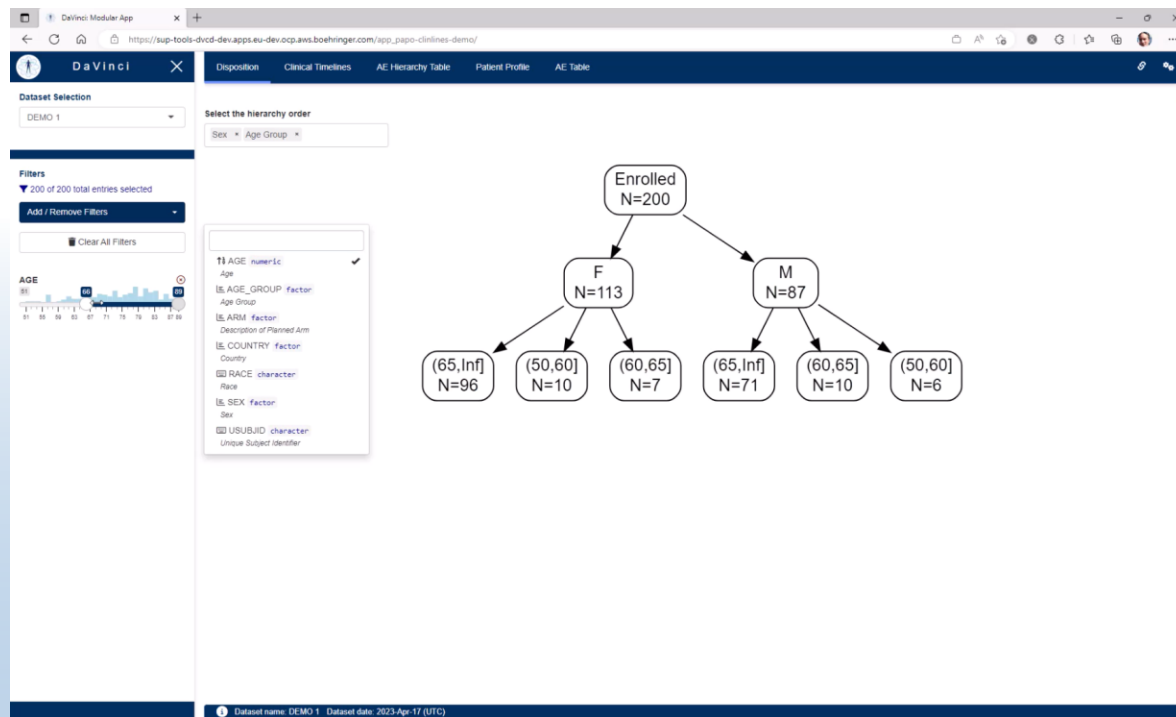 DaVinci Modular App
https://sup-tools-dvcd-dev.apps.eu-dev.ocp.aws.boehringer.com/app_papo-clinlines-demo/
DaVinci
Disposition
Clinical Timelines
AE Hierarchy Table
Patient Profile
AE Table
Dataset Selection
DEMO 1
Filters
200 of 200 total entries selected
Add / Remove Filters
Clear All Filters
AGE
51
66
89
Select the hierarchy order
Sex × Age Group ×
AGE numeric
Age
AGE_GROUP factor
Age Group
ARM factor
Description of Planned Arm
COUNTRY factor
Country
RACE character
Race
SEX factor
Sex
USUBJID character
Unique Subject Identifier
Enrolled
N=200
F
N=113
M
N=87
(65,Inf]
N=96
(50,60]
N=10
(60,65]
N=7
(65,Inf]
N=71
(60,65]
N=10
(50,60]
N=6
Dataset name: DEMO 1 Dataset date: 2023-Apr-17 (UTC)